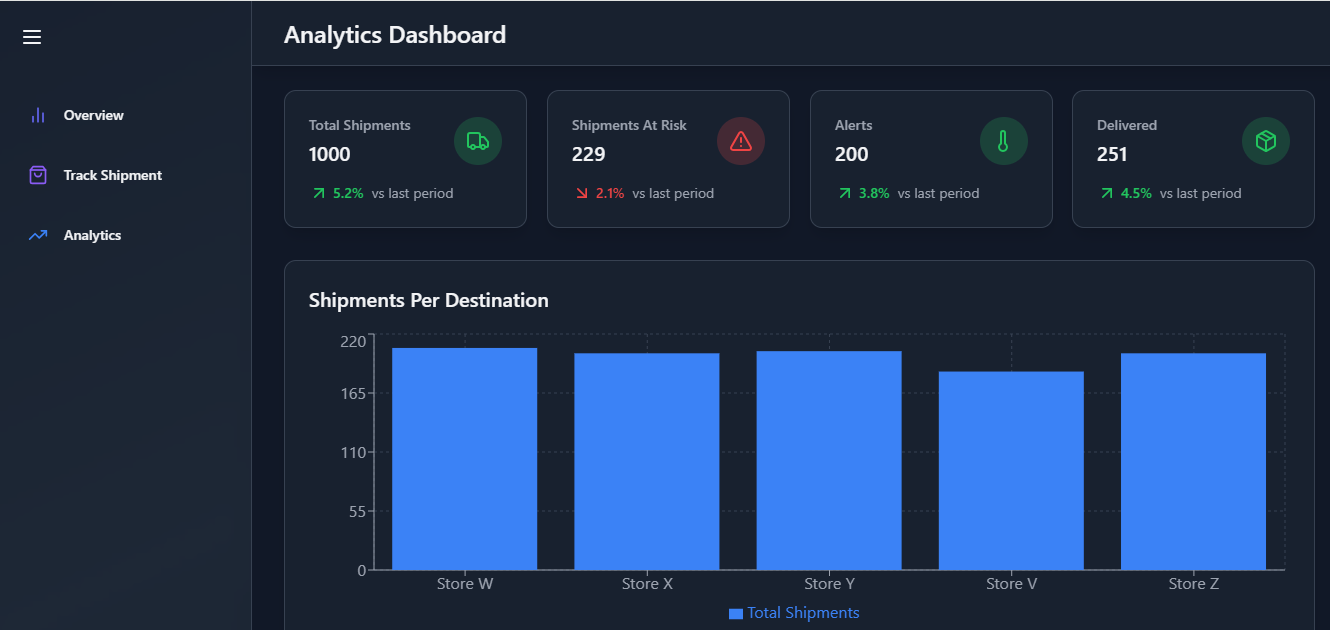 Analytics Dashboard
Overview
Track Shipment
Analytics
Total Shipments
1000
5.2% vs last period
Shipments At Risk
229
2.1% vs last period
Alerts
200
3.8% vs last period
Delivered
251
4.5% vs last period
Shipments Per Destination
220
165
110
55
0
Store W Store X Store Y Store V Store Z
Total Shipments